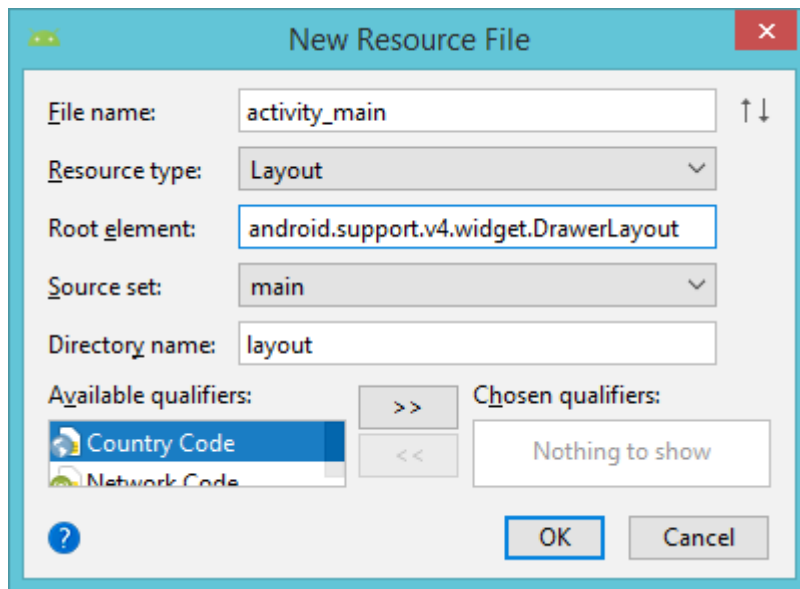 New Resource File
File name: activity_main
Resource type: Layout
Root element: android.support.v4.widget.DrawerLayout
Source set: main
Directory name: layout
Available qualifiers: >> Chosen qualifiers:
Country Code << Nothing to show
Network Code
? OK Cancel